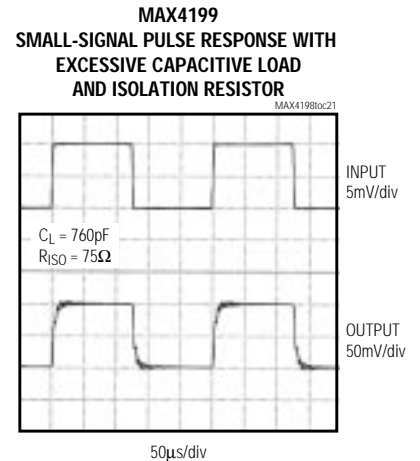 MAX4199
SMALL-SIGNAL PULSE RESPONSE WITH
EXCESSIVE CAPACITIVE LOAD
AND ISOLATION RESISTOR
MAX4198toc21
INPUT
5mV/div
CL = 760pF
RISO = 75Ω
OUTPUT
50mV/div
50µs/div